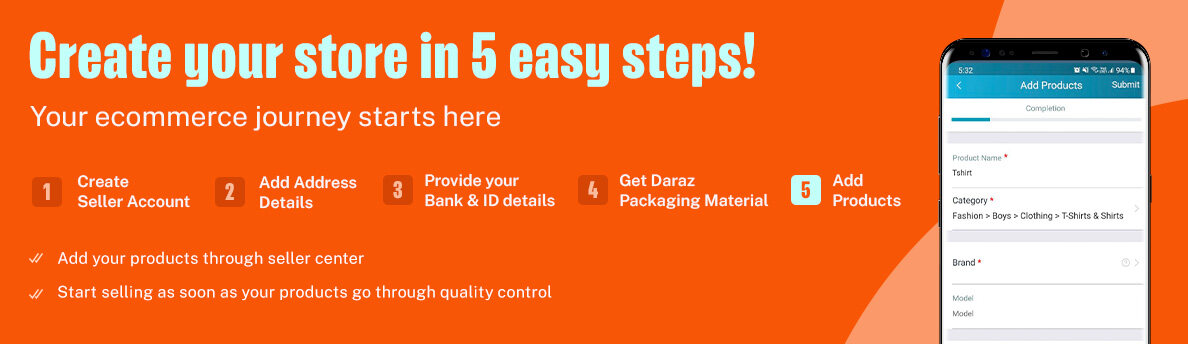 Create your store in 5 easy steps!
Your ecommerce journey starts here
1
Create
Seller Account
2
Add Address
Details
3
Provide your
Bank & ID details
4
Get Daraz
Packaging Material
5
Add
Products
Add your products through seller center
Start selling as soon as your products go through quality control
5:32
94%
Add Products
Submit
Completion
Product Name *
Tshirt
Category *
Fashion > Boys > Clothing > T-Shirts & Shirts
Brand *
Model
Model